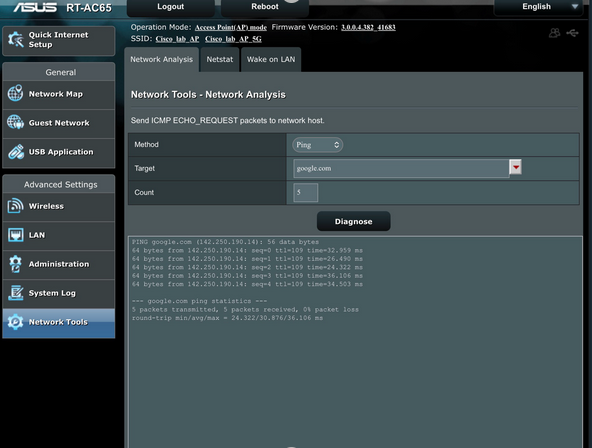 ASUS RT-AC65 Logout Reboot English
Operation Mode: Access Point(AP) mode Firmware Version: 3.0.0.4.382_41683
SSID: Cisco_lab_AP Cisco_lab_AP_5G
Quick Internet
Setup
General
Network Map
Guest Network
USB Application
Advanced Settings
Wireless
LAN
Administration
System Log
Network Tools
Network Analysis Netstat Wake on LAN
Network Tools - Network Analysis
Send ICMP ECHO_REQUEST packets to network host.
Method Ping
Target google.com
Count 5
Diagnose
PING google.com (142.250.190.14): 56 data bytes
64 bytes from 142.250.190.14: seq=0 ttl=109 time=32.959 ms
64 bytes from 142.250.190.14: seq=1 ttl=109 time=26.490 ms
64 bytes from 142.250.190.14: seq=2 ttl=109 time=24.322 ms
64 bytes from 142.250.190.14: seq=3 ttl=109 time=36.106 ms
64 bytes from 142.250.190.14: seq=4 ttl=109 time=34.503 ms
--- google.com ping statistics ---
5 packets transmitted, 5 packets received, 0% packet loss
round-trip min/avg/max = 24.322/30.876/36.106 ms